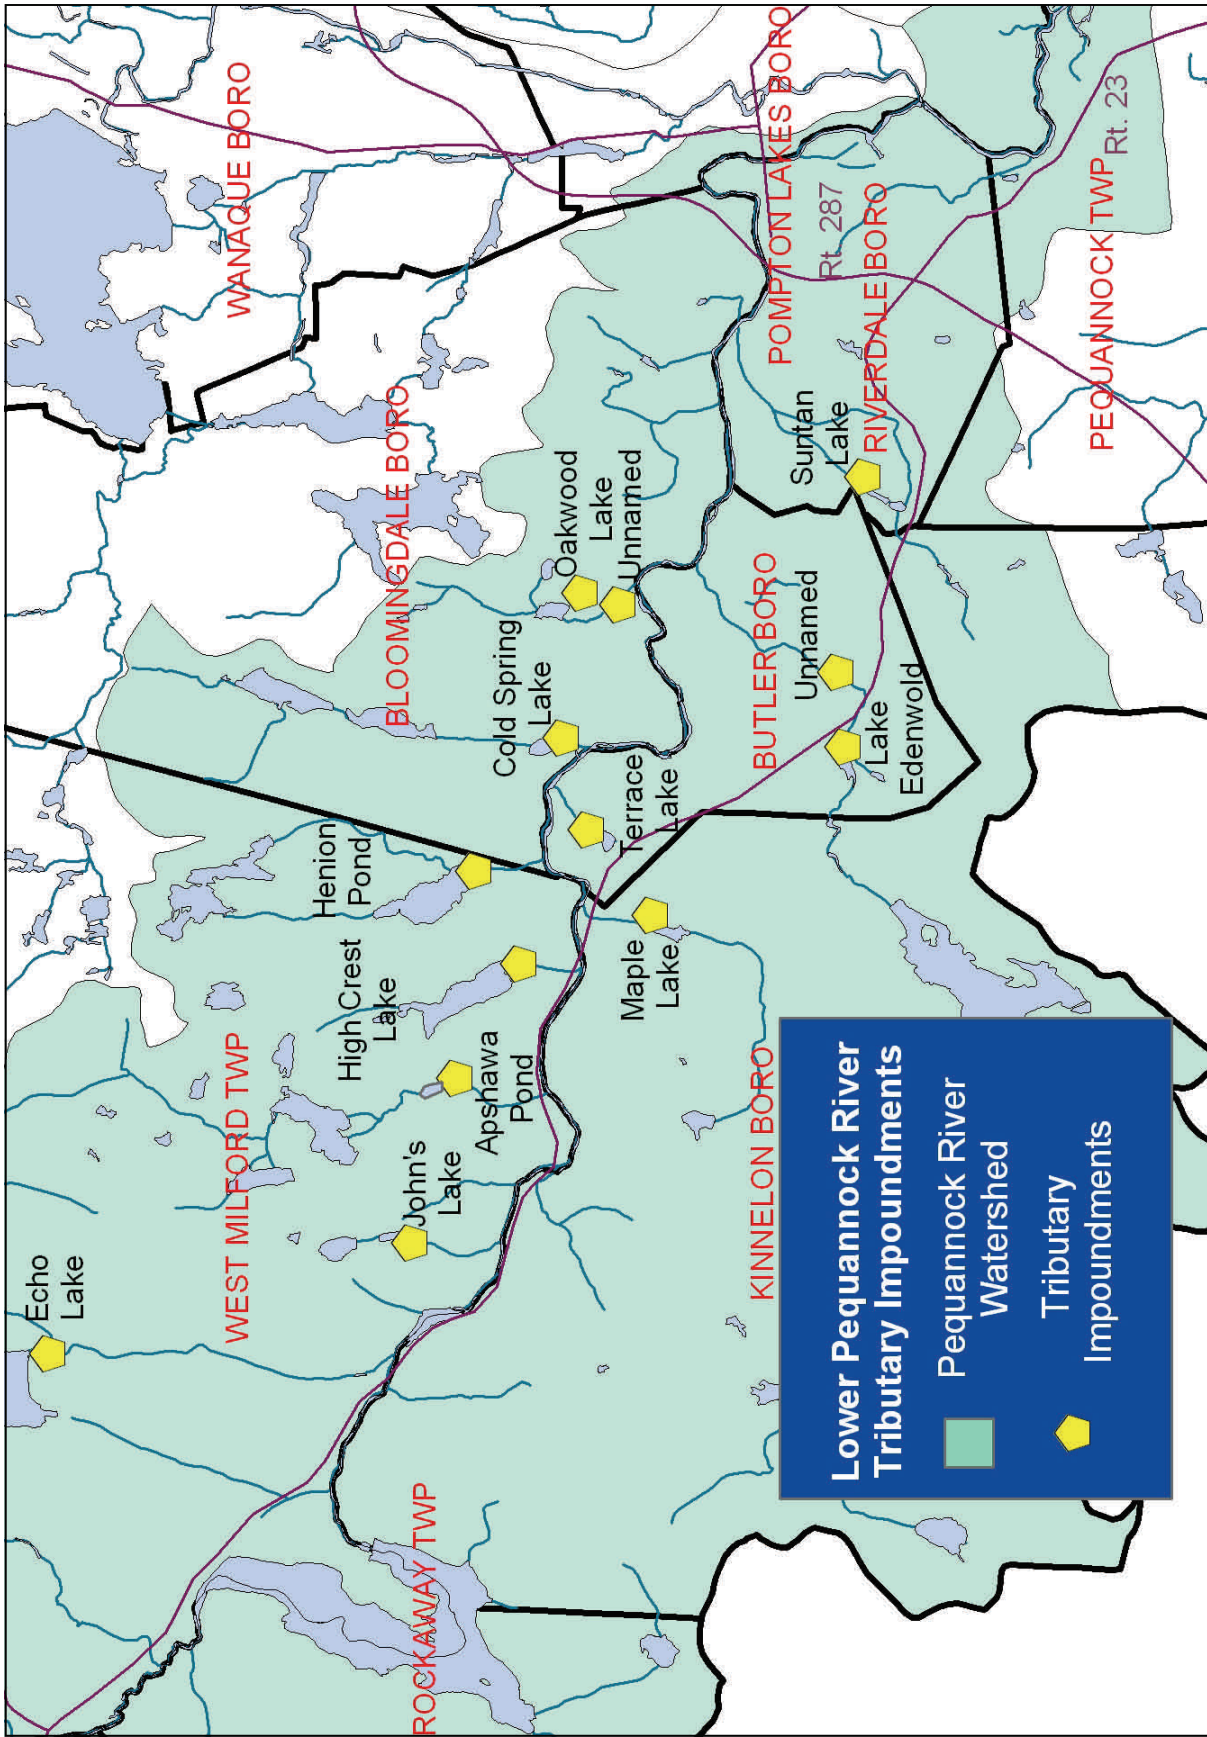 Echo
Lake
WEST MILFORD TWP
WANAQUE BORO
Henion
Pond
High Crest
Lake
BLOOMINGDALE BORO
John's
Lake
Apshawa
Pond
Cold Spring
Lake
Oakwood
Lake
Unnamed
ROCKAWAY TWP
Maple
Lake
Terrace
Lake
POMPTON LAKES BORO
KINNELON BORO
BUTLER BORO
Unnamed
Suntan
Lake
Rt. 287
RIVERDALE BORO
Lake
Edenwold
PEQUANNOCK TWP
Rt. 23
Lower Pequannock River
Tributary Impoundments
Pequannock River
Watershed
Tributary
Impoundments